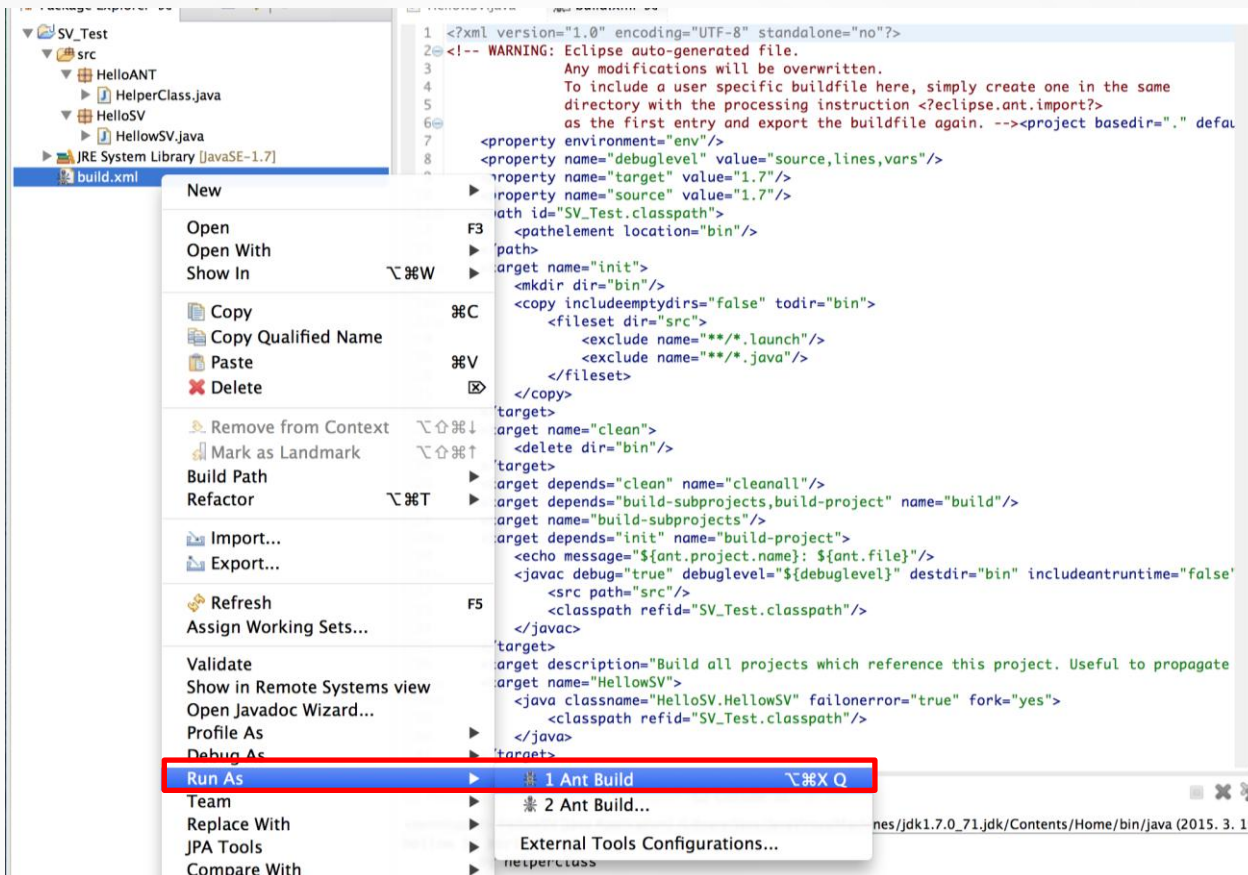 SV_Test
src
HelloANT
HelperClass.java
HelloSV
HellowSV.java
JRE System Library [JavaSE-1.7]
build.xml
New
Open F3
Open With
Show In ⌥⌘W
Copy ⌘C
Copy Qualified Name
Paste ⌘V
Delete ⌦
Remove from Context ⌥⇧⌘↓
Mark as Landmark ⌥⇧⌘↑
Build Path
Refactor ⌥⌘T
Import...
Export...
Refresh F5
Assign Working Sets...
Validate
Show in Remote Systems view
Open Javadoc Wizard...
Profile As
Debug As
Run As
Team
Replace With
JPA Tools
Compare With
1 Ant Build ⌥⌘X Q
2 Ant Build...
External Tools Configurations...
1 <?xml version="1.0" encoding="UTF-8" standalone="no"?>
2 <!-- WARNING: Eclipse auto-generated file.
3 Any modifications will be overwritten.
4 To include a user specific buildfile here, simply create one in the same
5 directory with the processing instruction <?eclipse.ant.import?>
6 as the first entry and export the buildfile again. --><project basedir="." defau
7 <property environment="env"/>
8 <property name="debuglevel" value="source,lines,vars"/>
property name="target" value="1.7"/>
property name="source" value="1.7"/>
ath id="SV_Test.classpath">
<pathelement location="bin"/>
/path>
arget name="init">
<mkdir dir="bin"/>
<copy includeemptydirs="false" todir="bin">
<fileset dir="src">
<exclude name="**/*.launch"/>
<exclude name="**/*.java"/>
</fileset>
</copy>
/target>
arget name="clean">
<delete dir="bin"/>
/target>
arget depends="clean" name="cleanall"/>
arget depends="build-subprojects,build-project" name="build"/>
arget name="build-subprojects"/>
arget depends="init" name="build-project">
<echo message="${ant.project.name}: ${ant.file}"/>
<javac debug="true" debuglevel="${debuglevel}" destdir="bin" includeantruntime="false"
<src path="src"/>
<classpath refid="SV_Test.classpath"/>
</javac>
/target>
arget description="Build all projects which reference this project. Useful to propagate
arget name="HellowSV">
<java classname="HelloSV.HellowSV" failonerror="true" fork="yes">
<classpath refid="SV_Test.classpath"/>
</java>
/target>
nes/jdk1.7.0_71.jdk/Contents/Home/bin/java (2015. 3. 1
helperclass